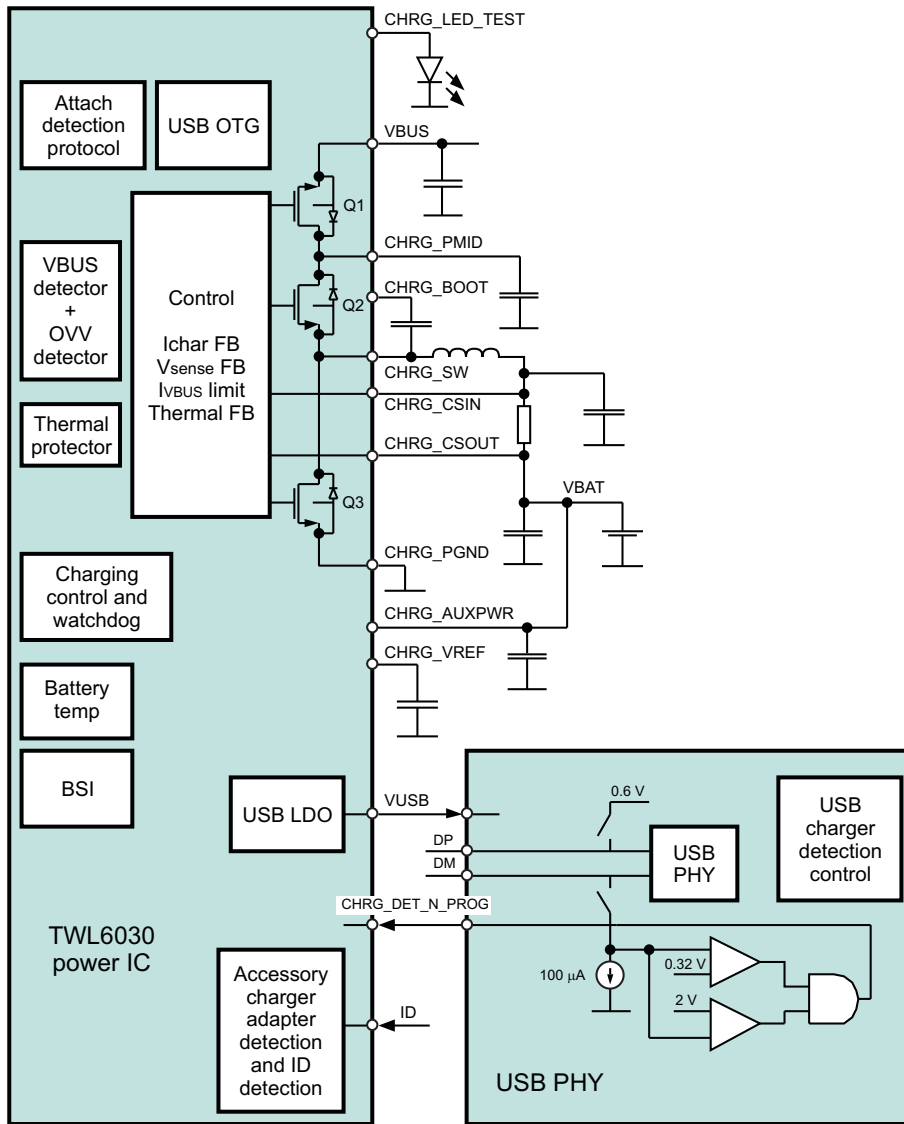 CHRG_LED_TEST
Attach
detection
protocol
USB OTG
VBUS
Q1
CHRG_PMID
VBUS
detector
+
OVV
detector
Control
Ichar FB
Vsense FB
IVBUS limit
Thermal FB
Q2
CHRG_BOOT
CHRG_SW
CHRG_CSIN
Thermal
protector
CHRG_CSOUT
Q3
VBAT
CHRG_PGND
Charging
control and
watchdog
CHRG_AUXPWR
CHRG_VREF
Battery
temp
BSI
USB LDO
VUSB
0.6 V
USB
charger
detection
control
DP
DM
USB
PHY
CHRG_DET_N_PROG
TWL6030
power IC
100 µA
0.32 V
2 V
Accessory
charger
adapter
detection
and ID
detection
ID
USB PHY